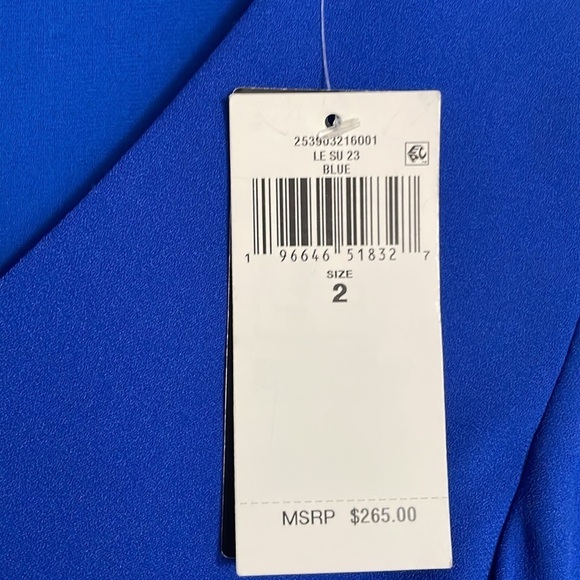 253903216001
LE SU 23
BLUE
1 96646 51832 7
SIZE
2
MSRP $265.00